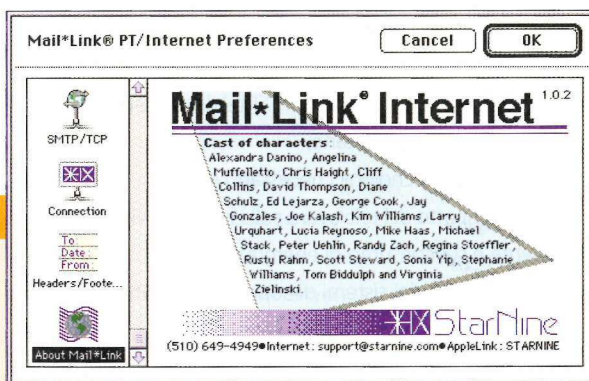 Mail*Link® PT/Internet Preferences
Cancel
OK
SMTP/TCP
Connection
To:
Date:
From:
Headers/Foote...
About Mail*Link
Mail*Link® Internet 1.0.2
Cast of characters:
Alexandra Danino, Angelina
Muffelletto, Chris Haight, Cliff
Collins, David Thompson, Diane
Schulz, Ed Lejarza, George Cook, Jay
Gonzales, Joe Kalash, Kim Williams, Larry
Urquhart, Lucia Reynoso, Mike Haas, Michael
Stack, Peter Uehlin, Randy Zach, Regina Stoeffler,
Rusty Rahm, Scott Steward, Sonia Yip, Stephanie
Williams, Tom Biddulph and Virginia
Zielinski.
StarNine
(510) 649-4949●Internet: support@starnine.com●AppleLink: STARNINE